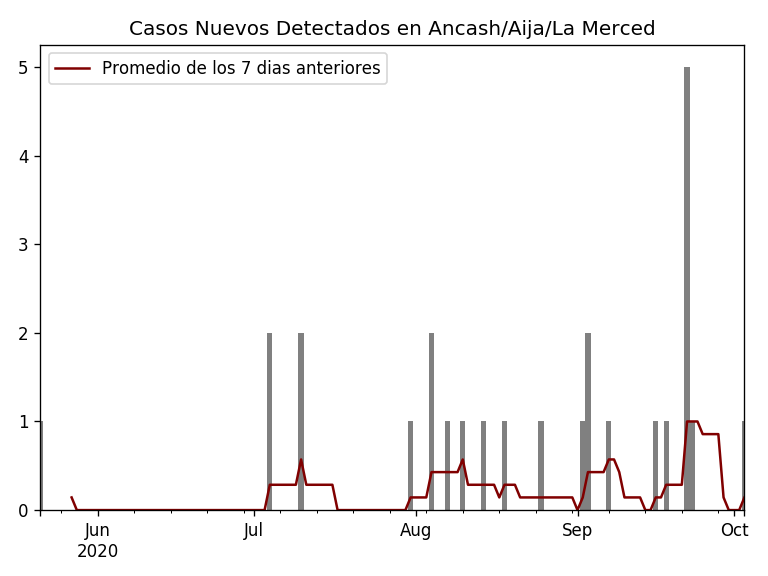 Casos Nuevos Detectados en Ancash/Aija/La Merced
Promedio de los 7 dias anteriores
5
4
3
2
1
0
Jun Jul Aug Sep Oct
2020